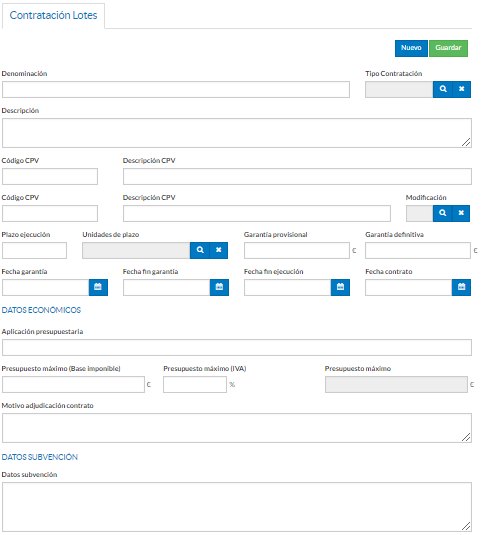 Contratación Lotes
Nuevo Guardar
Denominación Tipo Contratación
Descripción
Código CPV Descripción CPV
Código CPV Descripción CPV Modificación
Plazo ejecución Unidades de plazo Garantía provisional Garantía definitiva
€ €
Fecha garantía Fecha fin garantía Fecha fin ejecución Fecha contrato
DATOS ECONÓMICOS
Aplicación presupuestaria
Presupuesto máximo (Base imponible) Presupuesto máximo (IVA) Presupuesto máximo
€ % €
Motivo adjudicación contrato
DATOS SUBVENCIÓN
Datos subvención